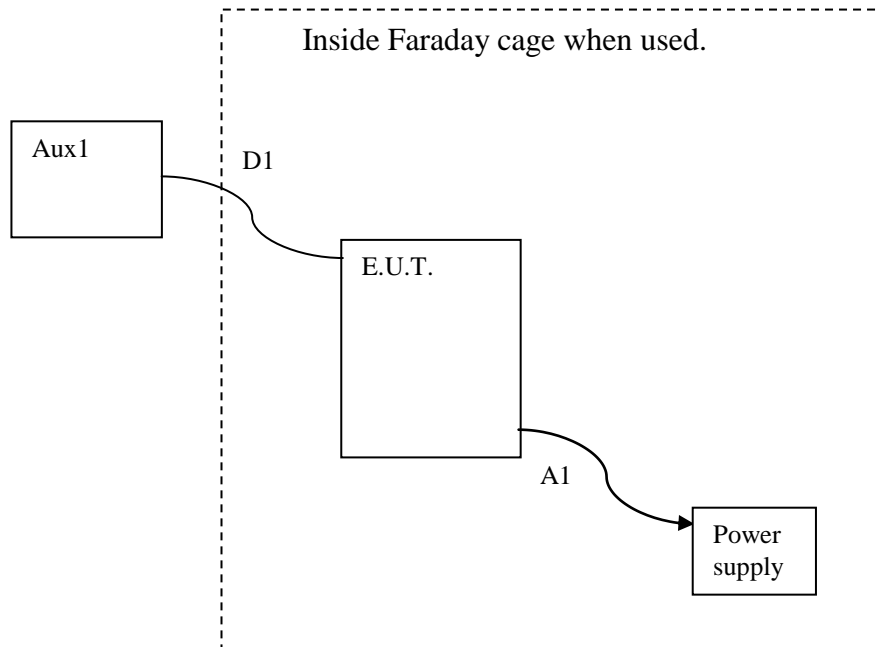 Inside Faraday cage when used.
Aux1
D1
E.U.T.
A1
Power
supply